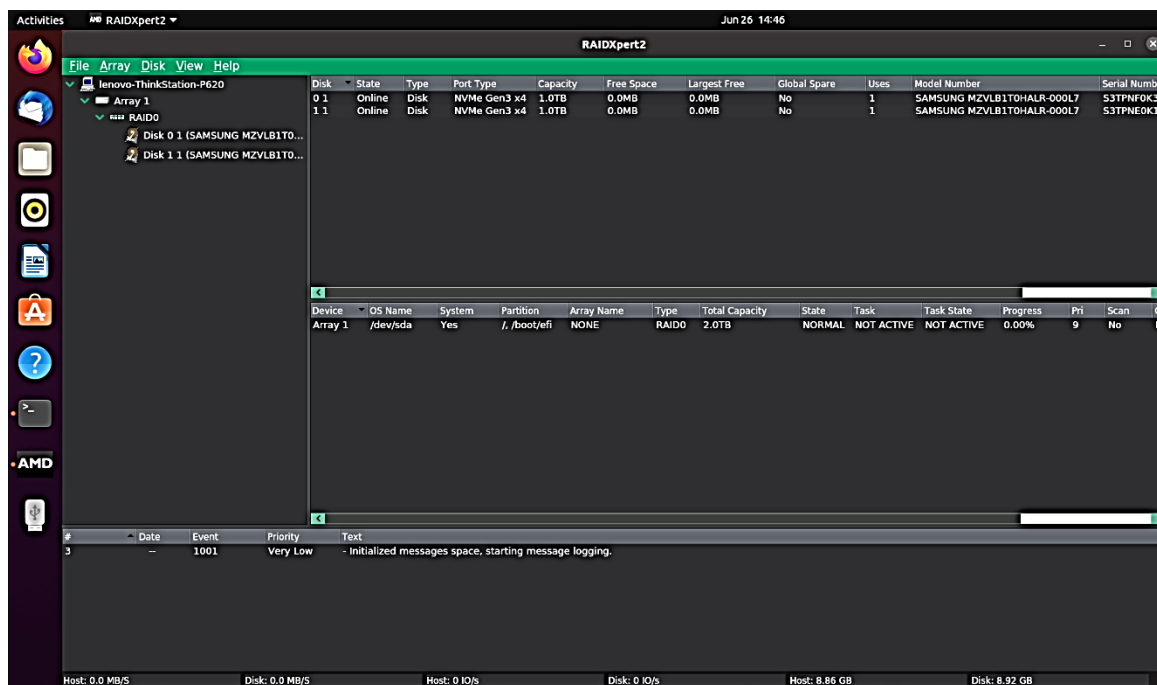 Activities AMD RAIDXpert2 Jun 26 14:46
RAIDXpert2
File Array Disk View Help
lenovo-ThinkStation-P620
Array 1
RAID0
Disk 0 1 (SAMSUNG MZVLB1T0...
Disk 1 1 (SAMSUNG MZVLB1T0...
Disk State Type Port Type Capacity Free Space Largest Free Global Spare Uses Model Number Serial Numb
0 1 Online Disk NVMe Gen3 x4 1.0TB 0.0MB 0.0MB No 1 SAMSUNG MZVLB1T0HALR-000L7 S3TPNF0K
1 1 Online Disk NVMe Gen3 x4 1.0TB 0.0MB 0.0MB No 1 SAMSUNG MZVLB1T0HALR-000L7 S3TPNE0K
Device OS Name System Partition Array Name Type Total Capacity State Task Task State Progress Pri Scan
Array 1 /dev/sda Yes /, /boot/efi NONE RAID0 2.0TB NORMAL NOT ACTIVE NOT ACTIVE 0.00% 9 No
AMD
# Date Event Priority Text
3 -- 1001 Very Low - Initialized messages space, starting message logging.
Host: 0.0 MB/S Disk: 0.0 MB/S Host: 0 IO/s Disk: 0 IO/s Host: 8.86 GB Disk: 8.92 GB